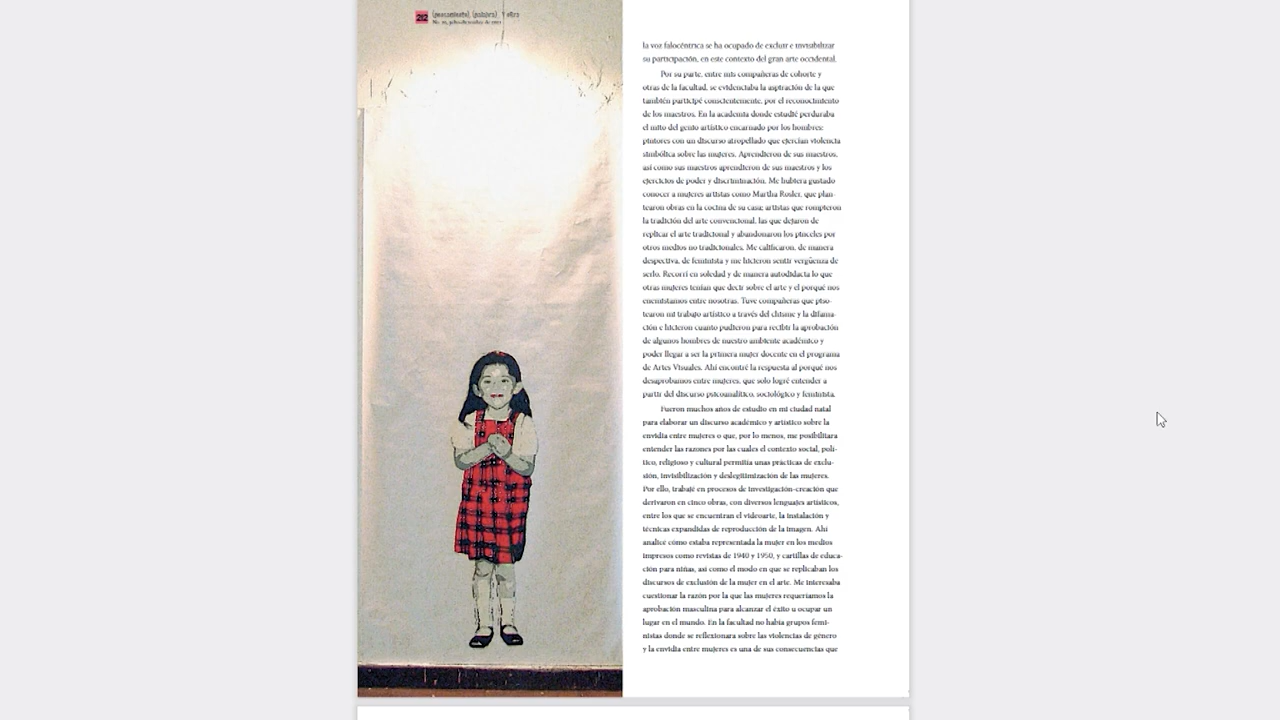 212
(pensamiento), (palabra)... Y obra
No. 26, julio-diciembre de 2021
la voz falocéntrica se ha ocupado de excluir e invisibilizar
su participación, en este contexto del gran arte occidental.
Por su parte, entre mis compañeras de cohorte y
otras de la facultad, se evidenciaba la aspiración de la que
también participé conscientemente, por el reconocimiento
de los maestros. En la academia donde estudié perduraba
el mito del genio artístico encarnado por los hombres:
pintores con un discurso atropellado que ejercían violencia
simbólica sobre las mujeres. Aprendieron de sus maestros,
así como sus maestros aprendieron de sus maestros y los
ejercicios de poder y discriminación. Me hubiera gustado
conocer a mujeres artistas como Martha Rosler, que plan-
tearon obras en la cocina de su casa; artistas que rompieron
la tradición del arte convencional, las que dejaron de
replicar el arte tradicional y abandonaron los pinceles por
otros medios no tradicionales. Me calificaron, de manera
despectiva, de feminista y me hicieron sentir vergüenza de
serlo. Recorrí en soledad y de manera autodidacta lo que
otras mujeres tenían que decir sobre el arte y el porqué nos
enemistamos entre nosotras. Tuve compañeras que piso-
tearon mi trabajo artístico a través del chisme y la difama-
ción e hicieron cuanto pudieron para recibir la aprobación
de algunos hombres de nuestro ambiente académico y
poder llegar a ser la primera mujer docente en el programa
de Artes Visuales. Ahí encontré la respuesta al porqué nos
desaprobamos entre mujeres, que solo logré entender a
partir del discurso psicoanalítico, sociológico y feminista.
Fueron muchos años de estudio en mi ciudad natal
para elaborar un discurso académico y artístico sobre la
envidia entre mujeres o que, por lo menos, me posibilitara
entender las razones por las cuales el contexto social, polí-
tico, religioso y cultural permitía unas prácticas de exclu-
sión, invisibilización y deslegitimización de las mujeres.
Por ello, trabajé en procesos de investigación-creación que
derivaron en cinco obras, con diversos lenguajes artísticos,
entre los que se encuentran el videoarte, la instalación y
técnicas expandidas de reproducción de la imagen. Ahí
analicé cómo estaba representada la mujer en los medios
impresos como revistas de 1940 y 1950, y cartillas de educa-
ción para niñas, así como el modo en que se replicaban los
discursos de exclusión de la mujer en el arte. Me interesaba
cuestionar la razón por la que las mujeres requeríamos la
aprobación masculina para alcanzar el éxito u ocupar un
lugar en el mundo. En la facultad no había grupos femi-
nistas donde se reflexionara sobre las violencias de género
y la envidia entre mujeres es una de sus consecuencias que